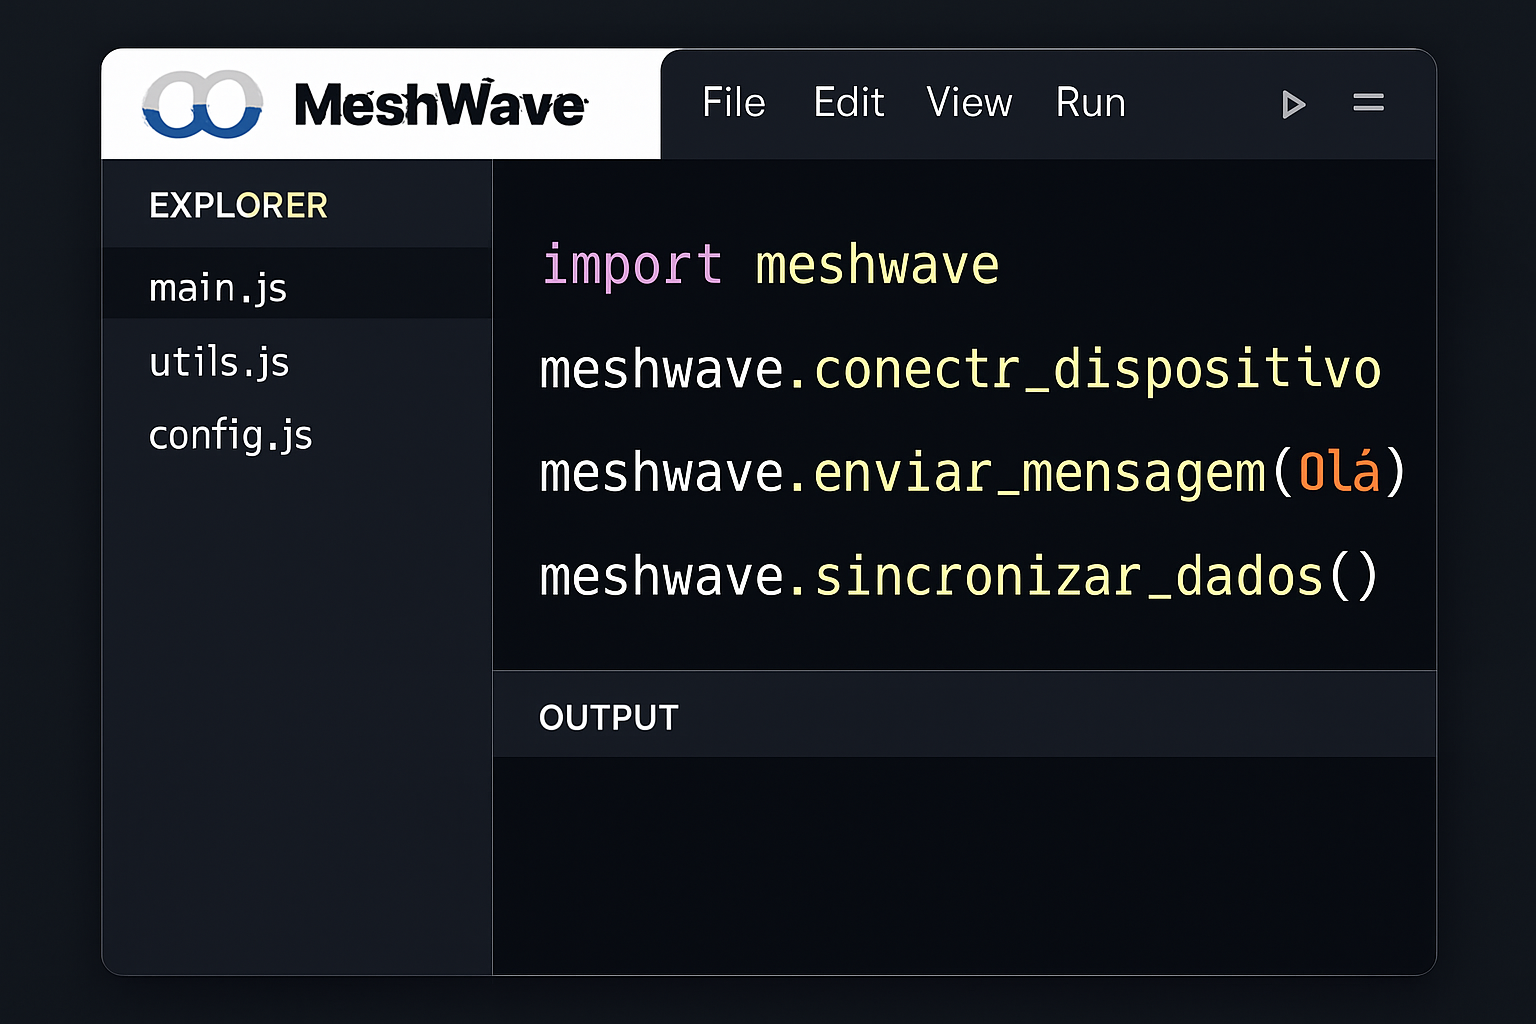 MeshWave
File Edit View Run
EXPLORER
main.js
utils.js
config.js
import meshwave
meshwave.conectr_dispositivo
meshwave.enviar_mensagem(Olá)
meshwave.sincronizar_dados()
OUTPUT